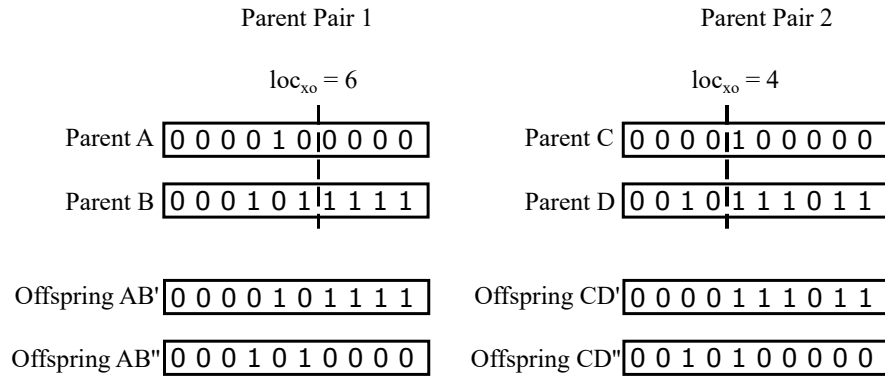 Parent Pair 1 Parent Pair 2
loc_xo = 6 loc_xo = 4
Parent A 0 0 0 0 1 0 0 0 0 0 Parent C 0 0 0 0 1 0 0 0 0 0
Parent B 0 0 0 1 0 1 1 1 1 1 Parent D 0 0 1 0 1 1 1 0 1 1
Offspring AB' 0 0 0 0 1 0 1 1 1 1 Offspring CD' 0 0 0 0 1 1 1 0 1 1
Offspring AB" 0 0 0 1 0 1 0 0 0 0 Offspring CD" 0 0 1 0 1 0 0 0 0 0